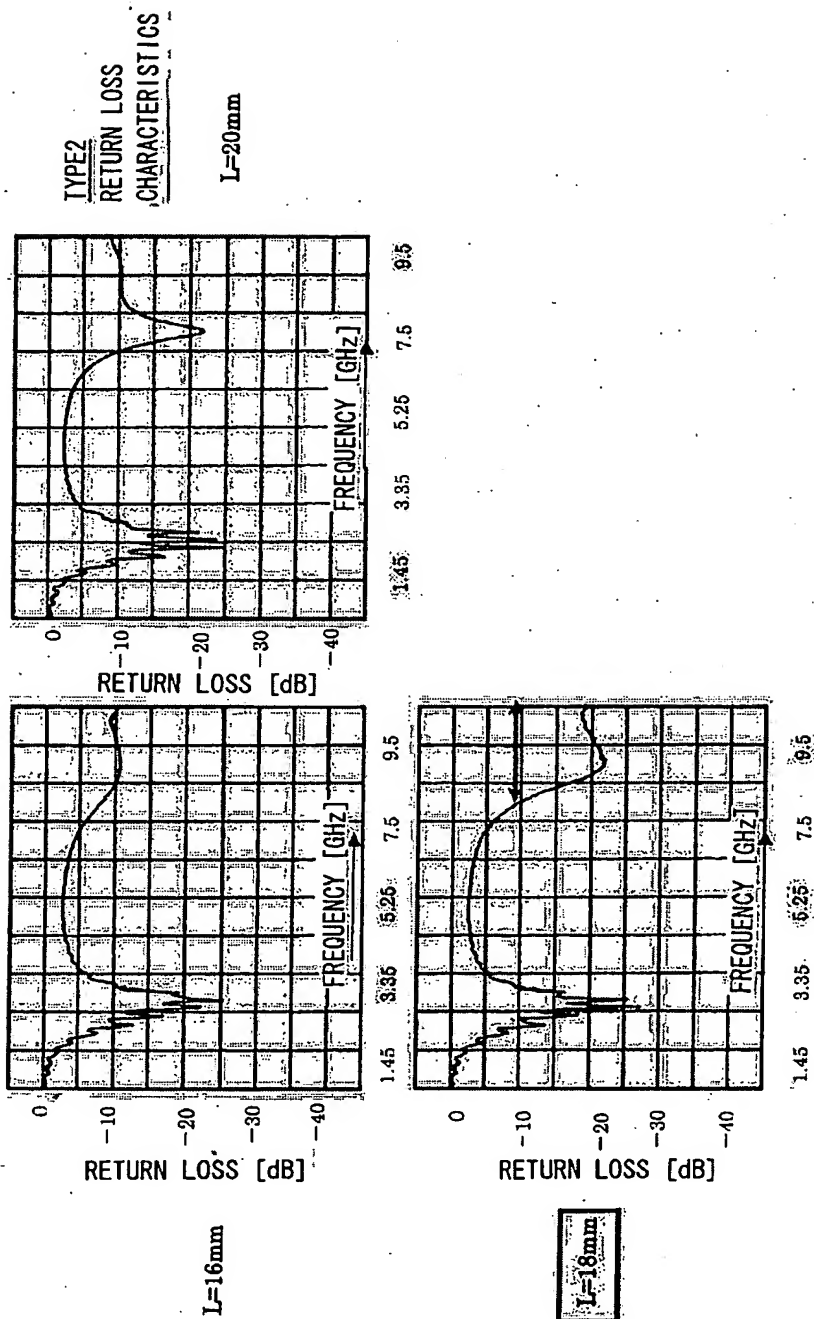 TYPE2
RETURN LOSS
CHARACTERISTICS
L=16mm
RETURN LOSS [dB]
0
-10
-20
-30
-40
FREQUENCY [GHz]
1.45
3.35
5.25
7.5
9.5
L=20mm
RETURN LOSS [dB]
0
-10
-20
-30
-40
FREQUENCY [GHz]
1.45
3.35
5.25
7.5
9.5
L=18mm
RETURN LOSS [dB]
0
-10
-20
-30
-40
FREQUENCY [GHz]
1.45
3.35
5.25
7.5
9.5